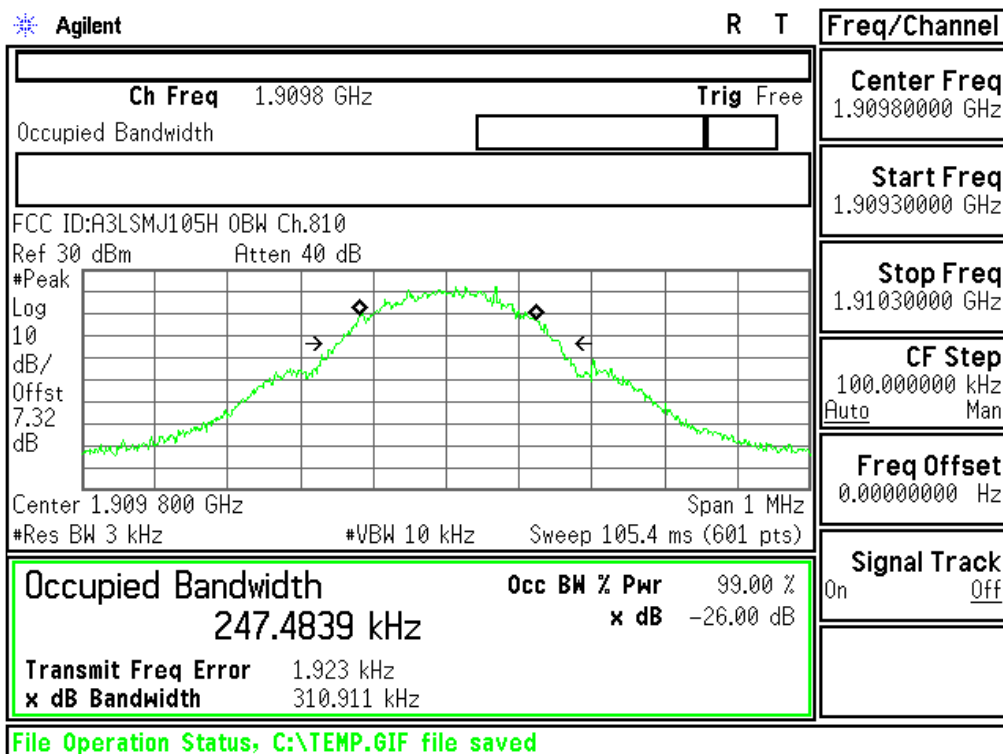 Agilent R T
Ch Freq 1.9098 GHz Trig Free
Occupied Bandwidth
FCC ID:A3LSMJ105H OBW Ch.810
Ref 30 dBm Atten 40 dB
#Peak
Log
10
dB/
Offst
7.32
dB
Center 1.909 800 GHz Span 1 MHz
#Res BW 3 kHz #VBW 10 kHz Sweep 105.4 ms (601 pts)
Occupied Bandwidth
247.4839 kHz
Occ BW % Pwr 99.00 %
x dB -26.00 dB
Transmit Freq Error 1.923 kHz
x dB Bandwidth 310.911 kHz
File Operation Status, C:\TEMP.GIF file saved
Freq/Channel
Center Freq
1.90980000 GHz
Start Freq
1.90930000 GHz
Stop Freq
1.91030000 GHz
CF Step
100.000000 kHz
Auto Man
Freq Offset
0.00000000 Hz
Signal Track
On Off